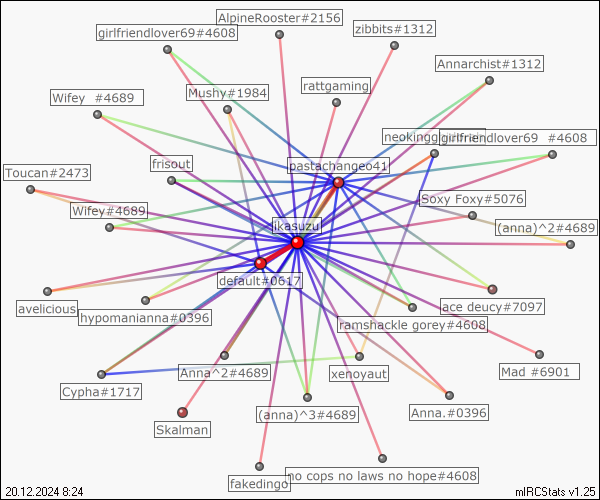 AlpineRooster#2156
girlfriendlover69#4608
zibbits#1312
Annarchist#1312
Mushy#1984
rattgaming
Wifey  #4689
girlfriendlover69  #4608
frisout
pastachange641
Toucan#2473
Soxy Foxy#5076
Wifey#4689
ikasuzu
(anna)^2#4689
default#0617
avelicious
hypomanianna#0396
ace deucy#7097
ramshackle gorey#4608
Anna^2#4689
xenoyaut
Mad #6901
Cypha#1717
(anna)^3#4689
Anna.#0396
Skalman
fakedingo
no cops no laws no hope#4608
20.12.2024 8:24
mIRCStats v1.25